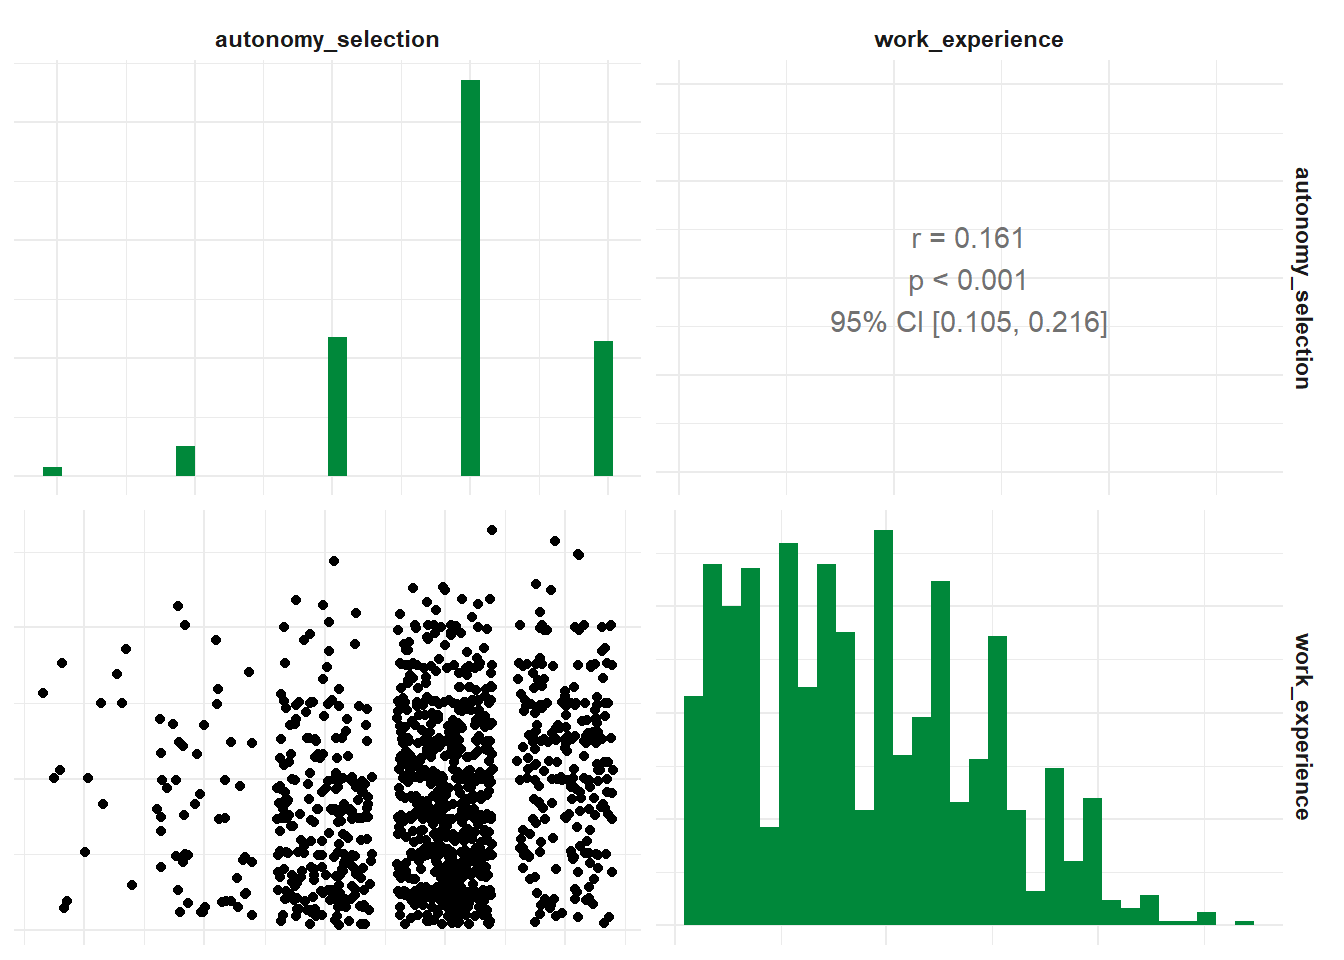 autonomy_selection
work_experience
r = 0.161
p < 0.001
95% CI [0.105, 0.216]
autonomy_selection
work_experience